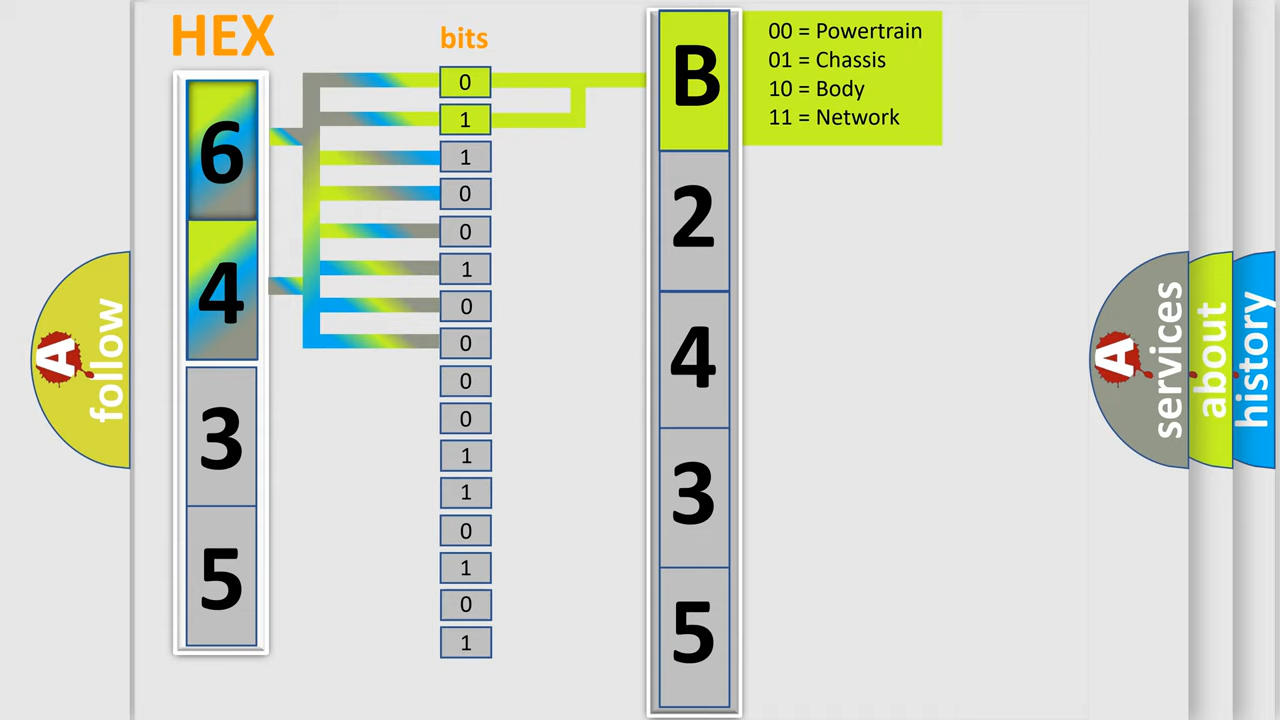 HEX
bits
6
4
3
5
0
1
1
0
0
1
0
0
0
0
1
1
0
1
0
1
B
2
4
3
5
00 = Powertrain
01 = Chassis
10 = Body
11 = Network
A
follow
A
services
about
history